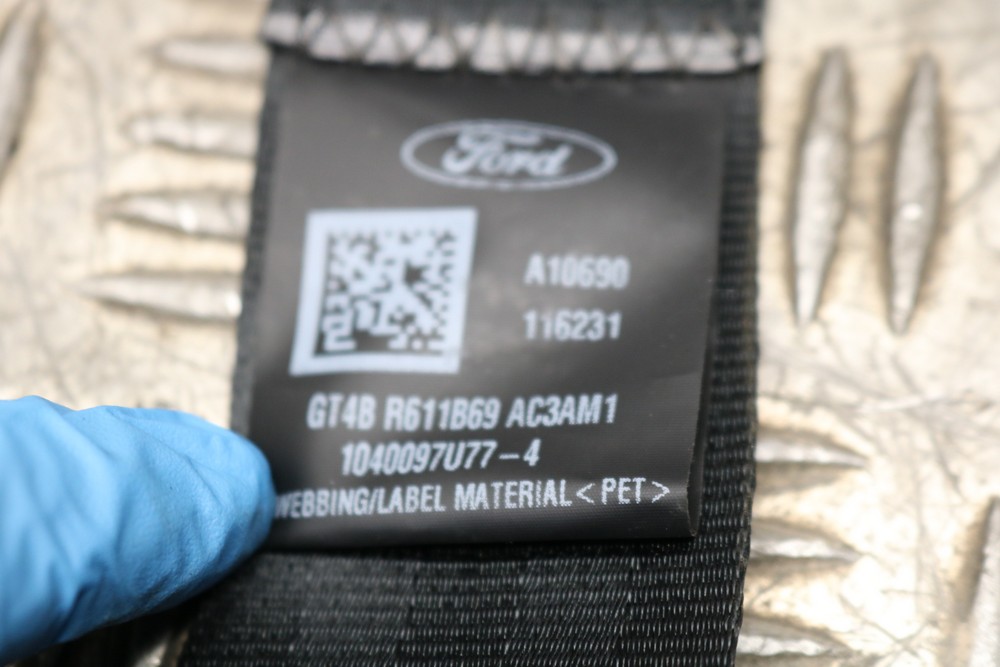 Ford
A10690
116231
GT4B R611B69 AC3AM1
1040097U77-4
WEBBING/LABEL MATERIAL<PET>